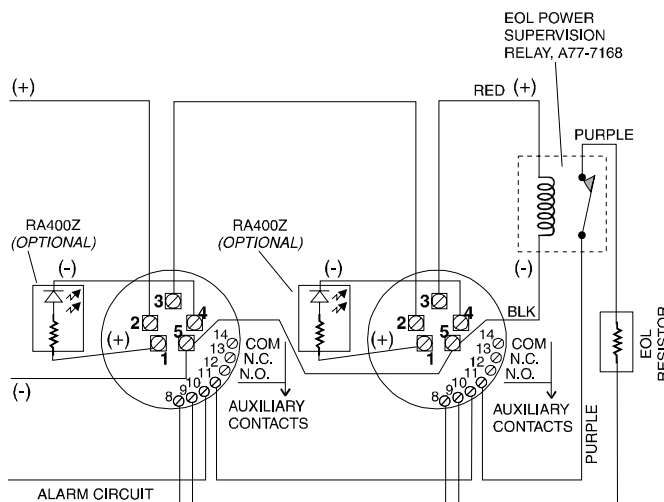 EOL POWER
SUPERVISION
RELAY, A77-7168
(+)
RED (+)
PURPLE
RA400Z
(OPTIONAL)
RA400Z
(OPTIONAL)
(-)
(-)
(-)
3
2
4
5
(+)
1
14
13
12
11
10
9
8
COM
N.C.
N.O.
AUXILIARY
CONTACTS
3
2
4
5
(+)
1
14
13
12
11
10
9
8
COM
N.C.
N.O.
AUXILIARY
CONTACTS
BLK
EOL
RESISTOR
PURPLE
(-)
ALARM CIRCUIT